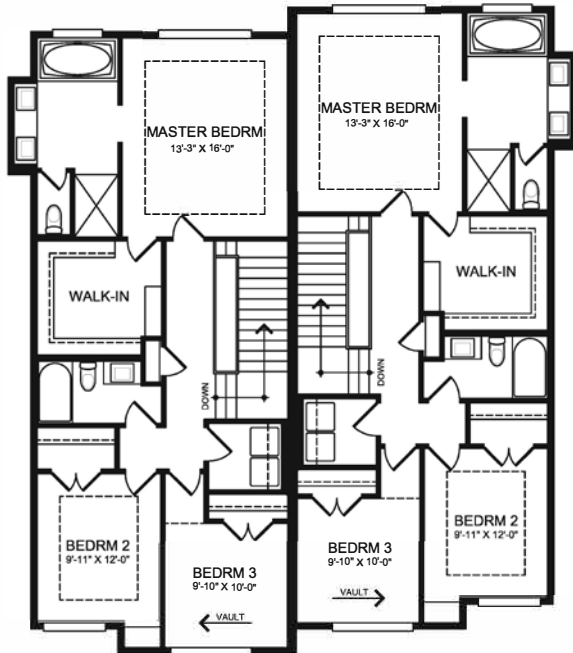 MASTER BEDRM
13'-3" X 16'-0"
MASTER BEDRM
13'-3" X 16'-0"
WALK-IN
WALK-IN
DOWN
DOWN
BEDRM 2
9'-11" X 12'-0"
BEDRM 3
9'-10" X 10'-0"
VAULT
BEDRM 3
9'-10" X 10'-0"
VAULT
BEDRM 2
9'-11" X 12'-0"